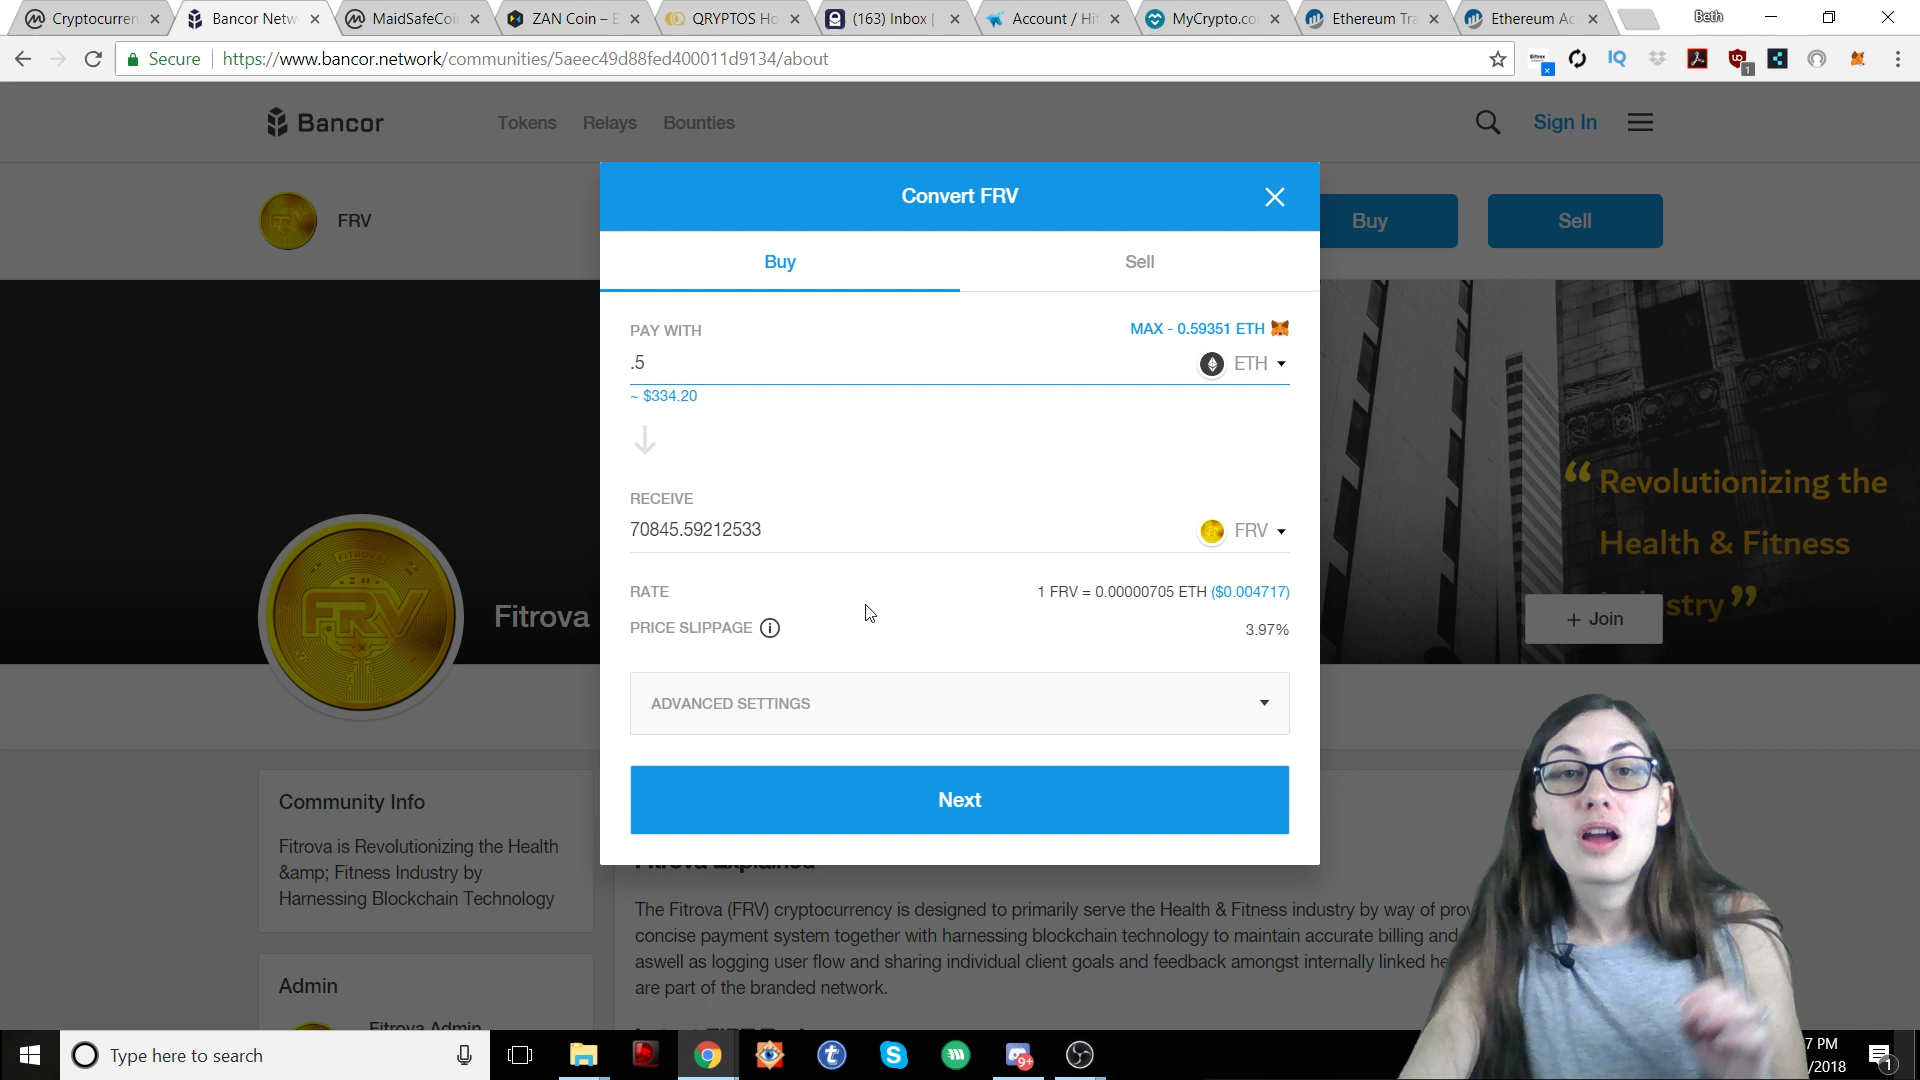 Cryptocurren
Bancor Netw
MaidSafeCoi
ZAN Coin – E
QRYPTOS Ho
(163) Inbox |
Account / Hi
MyCrypto.co
Ethereum Tra
Ethereum Ac
Beth
Secure
https://www.bancor.network/communities/5aeec49d88fed400011d9134/about
IQ
1
Bancor
Tokens
Relays
Bounties
Sign In
FRV
Buy
Sell
Convert FRV
Buy
Sell
PAY WITH
MAX - 0.59351 ETH
.5
ETH
~ $334.20
RECEIVE
70845.59212533
FRV
RATE
1 FRV = 0.00000705 ETH ($0.004717)
PRICE SLIPPAGE
3.97%
ADVANCED SETTINGS
Next
FITROVA
FRV
Fitrova
“Revolutionizing the
Health & Fitness
stry”
+ Join
Community Info
Fitrova is Revolutionizing the Health
&amp; Fitness Industry by
Harnessing Blockchain Technology
Admin
Fitrova Admin
Fitrova Explained
The Fitrova (FRV) cryptocurrency is designed to primarily serve the Health & Fitness industry by way of prov
concise payment system together with harnessing blockchain technology to maintain accurate billing and
aswell as logging user flow and sharing individual client goals and feedback amongst internally linked he
are part of the branded network.
Type here to search
9+
7 PM
/2018
1